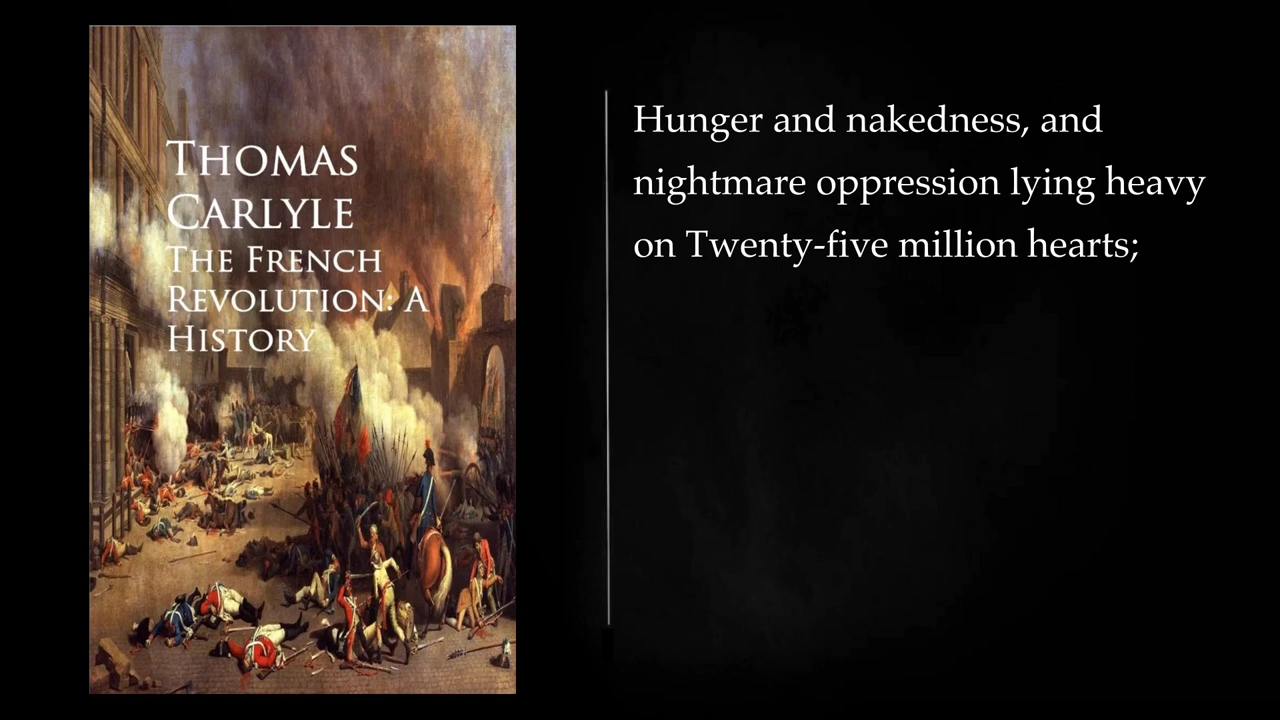 THOMAS
CARLYLE
THE FRENCH
REVOLUTION: A
HISTORY
Hunger and nakedness, and
nightmare oppression lying heavy
on Twenty-five million hearts;